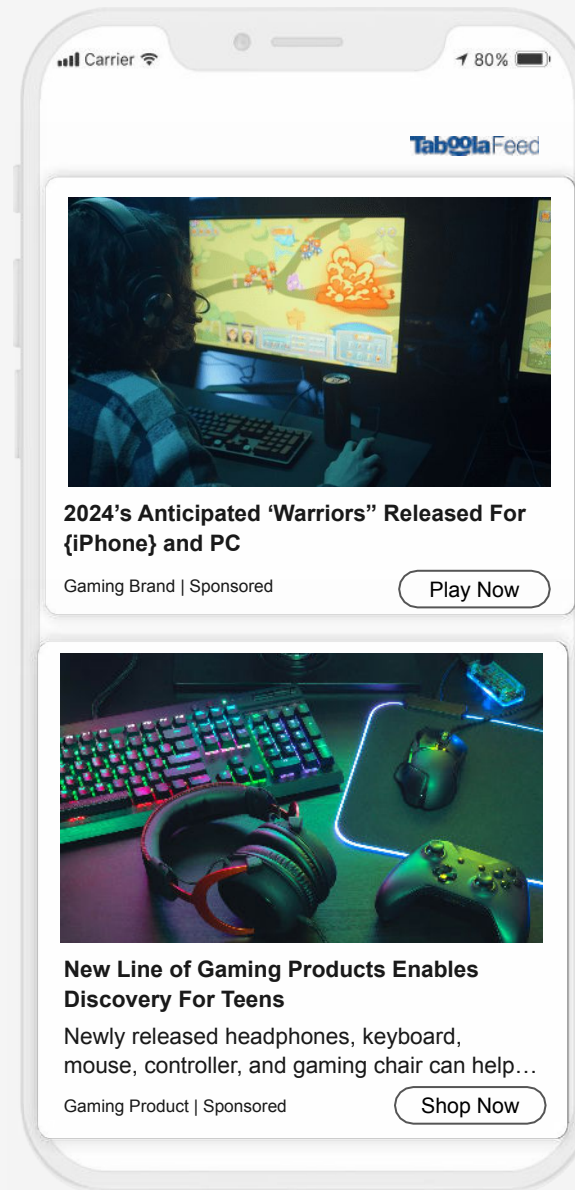 Carrier
80%
Taboola Feed
2024's Anticipated ‘Warriors” Released For
{iPhone} and PC
Gaming Brand | Sponsored
Play Now
New Line of Gaming Products Enables
Discovery For Teens
Newly released headphones, keyboard,
mouse, controller, and gaming chair can help…
Gaming Product | Sponsored
Shop Now